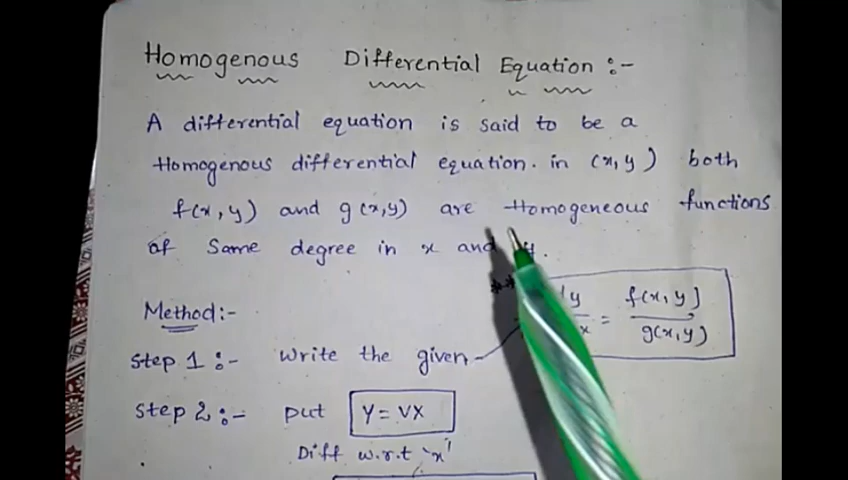 Homogenous Differential Equation :-
A differential equation is said to be a
Homogenous differential equation. in (x,y) both
f(x,y) and g(x,y) are Homogeneous functions
of same degree in x and y.
Method:-
Step 1:- Write the given
= f(x,y) / g(x,y)
Step 2:- put Y=VX
Diff w.r.t 'x'